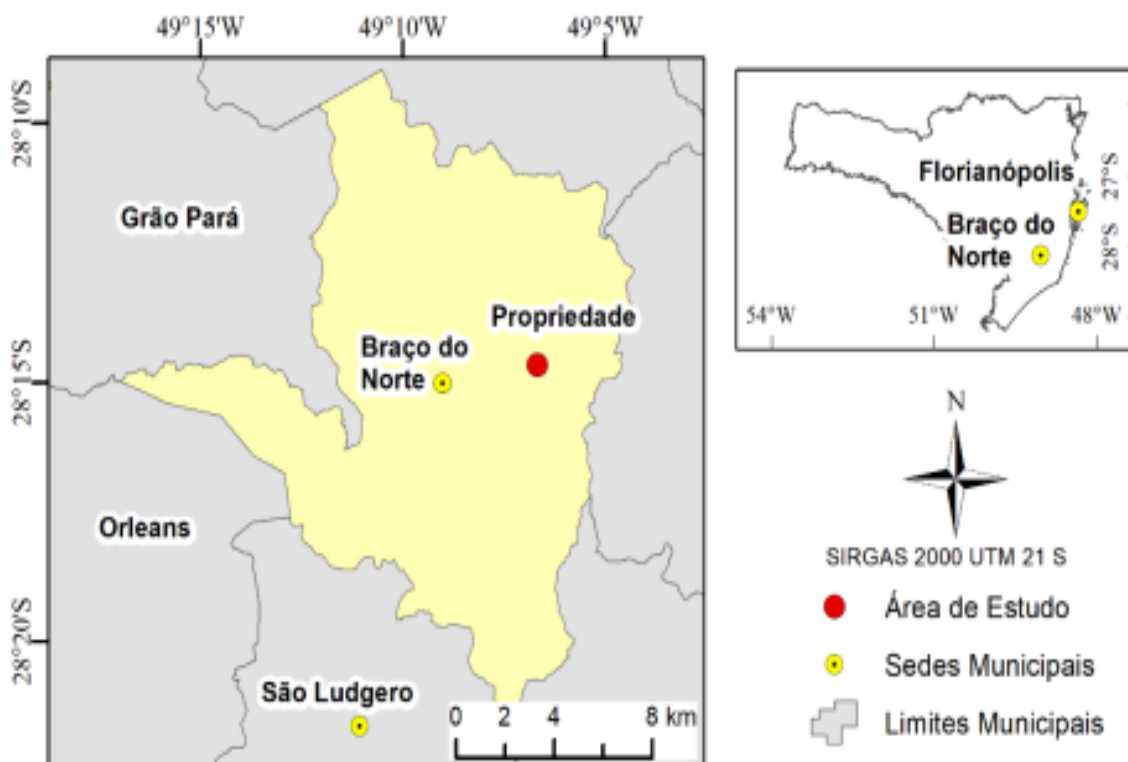 49°15'W 49°10'W 49°5'W
28°10'S
28°15'S
28°20'S
Grão Pará
Propriedade
Braço do
Norte
Orleans
São Ludgero
0 2 4 8 km
Florianópolis
Braço do
Norte
27°S
28°S
54°W 51°W 48°W
N
SIRGAS 2000 UTM 21 S
Área de Estudo
Sedes Municipais
Limites Municipais